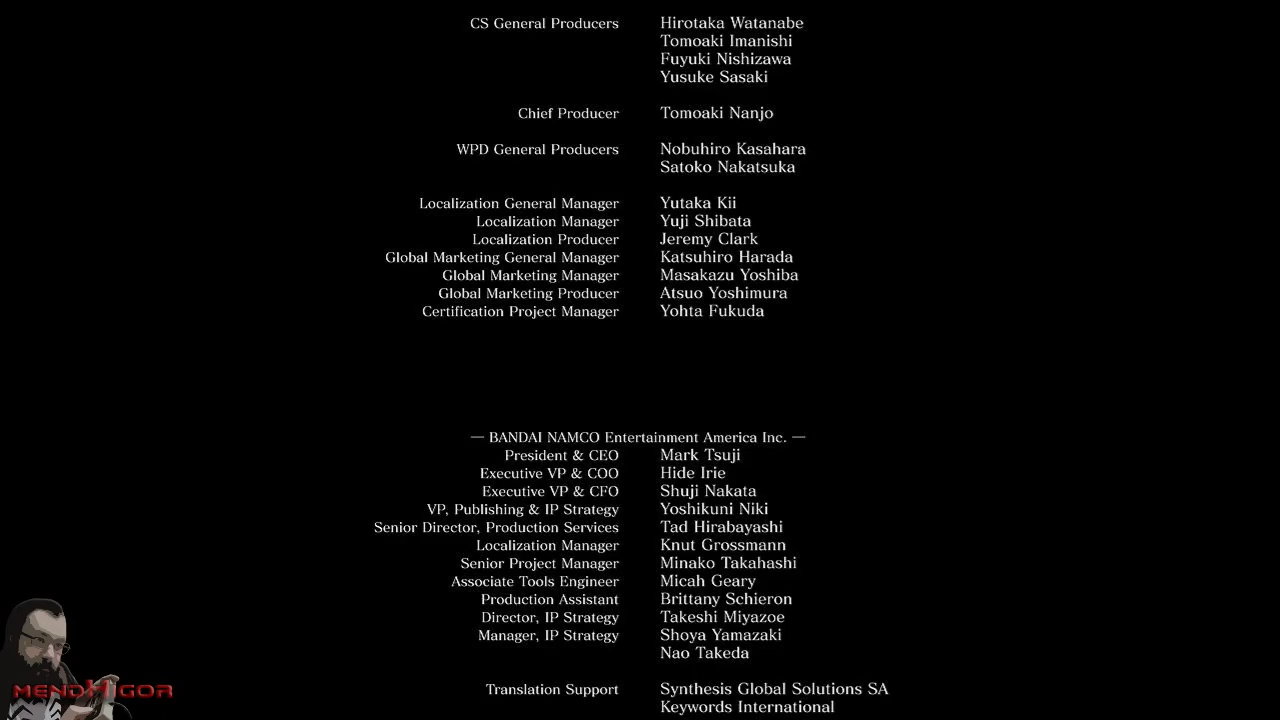 CS General Producers Hirotaka Watanabe
Tomoaki Imanishi
Fuyuki Nishizawa
Yusuke Sasaki
Chief Producer Tomoaki Nanjo
WPD General Producers Nobuhiro Kasahara
Satoko Nakatsuka
Localization General Manager Yutaka Kii
Localization Manager Yuji Shibata
Localization Producer Jeremy Clark
Global Marketing General Manager Katsuhiro Harada
Global Marketing Manager Masakazu Yoshiba
Global Marketing Producer Atsuo Yoshimura
Certification Project Manager Yohta Fukuda
— BANDAI NAMCO Entertainment America Inc. —
President & CEO Mark Tsuji
Executive VP & COO Hide Irie
Executive VP & CFO Shuji Nakata
VP, Publishing & IP Strategy Yoshikuni Niki
Senior Director, Production Services Tad Hirabayashi
Localization Manager Knut Grossmann
Senior Project Manager Minako Takahashi
Associate Tools Engineer Micah Geary
Production Assistant Brittany Schieron
Director, IP Strategy Takeshi Miyazoe
Manager, IP Strategy Shoya Yamazaki
Nao Takeda
Translation Support Synthesis Global Solutions SA
Keywords International
MENDHIGOR